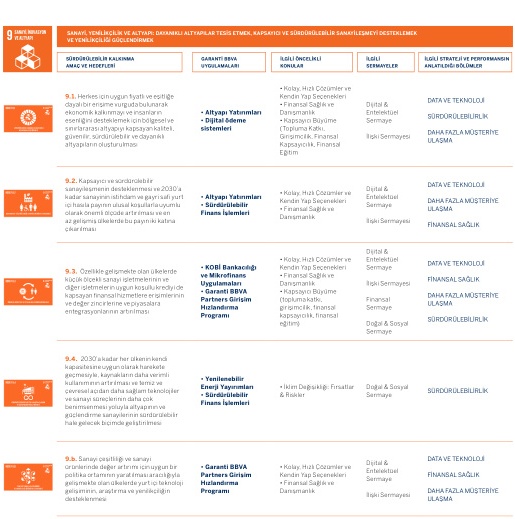 9 SANAYİ, İNOVASYON
VE ALTYAPI
SANAYİ, YENİLİKÇİLİK VE ALTYAPI: DAYANIKLI ALTYAPILAR TESİS ETMEK, KAPSAYICI VE SÜRDÜRÜLEBİLİR SANAYİLEŞMEYİ DESTEKLEMEK
VE YENİLİKÇİLİĞİ GÜÇLENDİRMEK
SÜRDÜRÜLEBİLİR KALKINMA
AMAÇ VE HEDEFLERİ
GARANTİ BBVA
UYGULAMALARI
İLGİLİ ÖNCELİKLİ
KONULAR
İLGİLİ
SERMAYELER
İLGİLİ STRATEJİ VE PERFORMANSIN
ANLATILDIĞI BÖLÜMLER
9.1. Herkes için uygun fiyatlı ve eşitliğe
dayalı bir erişime vurguda bulunarak
ekonomik kalkınmayı ve insanların
esenliğini desteklemek için bölgesel ve
sınırlararası altyapıyı kapsayan kaliteli,
güvenilir, sürdürülebilir ve dayanıklı
altyapıların oluşturulması
• Altyapı Yatırımları
• Dijital ödeme
sistemleri
• Kolay, Hızlı Çözümler ve
Kendin Yap Seçenekleri
• Finansal Sağlık ve
Danışmanlık
• Kapsayıcı Büyüme
(Topluma Katkı,
Girişimcilik, Finansal
Kapsayıcılık, Finansal
Eğitim
Dijital &
Entelektüel
Sermaye
İlişki Sermayesi
DATA VE TEKNOLOJİ
SÜRDÜRÜLEBİLİRLİK
DAHA FAZLA MÜŞTERİYE
ULAŞMA
9.2. Kapsayıcı ve sürdürülebilir
sanayileşmenin desteklenmesi ve 2030'a
kadar sanayinin istihdam ve gayri safi yurt
içi hasla payının ulusal koşullarla uyumlu
olarak önemli ölçüde artırılması ve en
az gelişmiş ülkelerde bu payın iki katına
çıkarılması
• Altyapı Yatırımları
• Sürdürülebilir
Finans İşlemleri
• Kolay, Hızlı Çözümler ve
Kendin Yap Seçenekleri
• Finansal Sağlık ve
Danışmanlık
Dijital &
Entelektüel
Sermaye
İlişki Sermayesi
DATA VE TEKNOLOJİ
DAHA FAZLA MÜŞTERİYE
ULAŞMA
FİNANSAL SAĞLIK
9.3. Özellikle gelişmekte olan ülkelerde
küçük ölçekli sanayi işletmelerinin ve
diğer işletmelerin uygun koşullu kredi yi de
kapsayan finansal hizmetlere erişimlerinin
ve değer zincirlerine ve piyasalara
entegrasyonlarının artırılması
• KOBİ Bankacılığı
ve Mikrofinans
Uygulamaları
• Garanti BBVA
Partners Girişim
Hızlandırma
Programı
• Kolay, Hızlı Çözümler ve
Kendin Yap Seçenekleri
• Finansal Sağlık ve
Danışmanlık
• Kapsayıcı Büyüme
(topluma katkı,
girişimcilik, finansal
kapsayıcılık, finansal
eğitim)
Dijital &
Entelektüel
Sermaye
İlişki Sermayesi
Finansal
Sermaye
Doğal & Sosyal
Sermaye
DATA VE TEKNOLOJİ
FİNANSAL SAĞLIK
DAHA FAZLA MÜŞTERİYE
ULAŞMA
SÜRDÜRÜLEBİLİRLİK
9.4. 2030'a kadar her ülkenin kendi
kapasitesine uygun olarak harekete
geçmesiyle, kaynakların daha verimli
kullanımının artılması ve temiz ve
çevresel açıdan daha sağlam teknolojiler
ve sanayi süreçlerinin daha çok
benimsenmesi yoluyla altyapının ve
güçlendirme sanayilerinin sürdürülebilir
hale gelecek biçimde geliştirilmesi
• Yenilenebilir
Enerji Yayınrımları
• Sürdürülebilir
Finans İşlemleri
• İklim Değişikliği: Fırsatlar
& Riskler
Doğal & Sosyal
Sermaye
SÜRDÜRÜLEBİLİRLİK
9.b. Sanayi çeşitliliği ve sanayi
ürünlerinde değer artırımı için uygun bir
politika ortamının yaratılması aracılığıyla
gelişmekte olan ülkelerde yurt içi teknoloji
gelişiminin, araştırma ve yenilikçiliğin
desteklenmesi
• Garanti BBVA
Partners Girişim
Hızlandırma
Programı
• Kolay, Hızlı Çözümler ve
Kendin Yap Seçenekleri
• Finansal Sağlık ve
Danışmanlık
Dijital &
Entelektüel
Sermaye
İlişki Sermayesi
DATA VE TEKNOLOJİ
FİNANSAL SAĞLIK
DAHA FAZLA MÜŞTERİYE
ULAŞMA